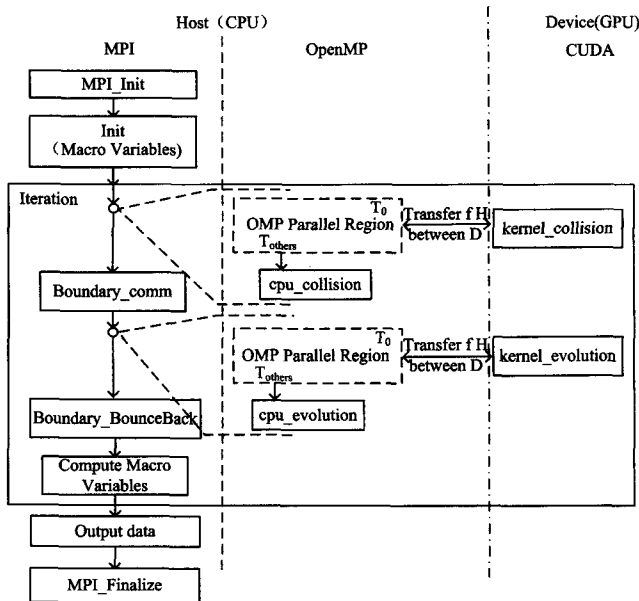 Host（CPU）
Device(GPU)
MPI
OpenMP
CUDA
MPI_Init
Init
（Macro Variables)
Iteration
T0
OMP Parallel Region
Tothers
Transfer f H
between D
kernel_collision
cpu_collision
Boundary_comm
T0
OMP Parallel Region
Tothers
Transfer f H
between D
kernel_evolution
cpu_evolution
Boundary_BounceBack
Compute Macro
Variables
Output data
MPI_Finalize